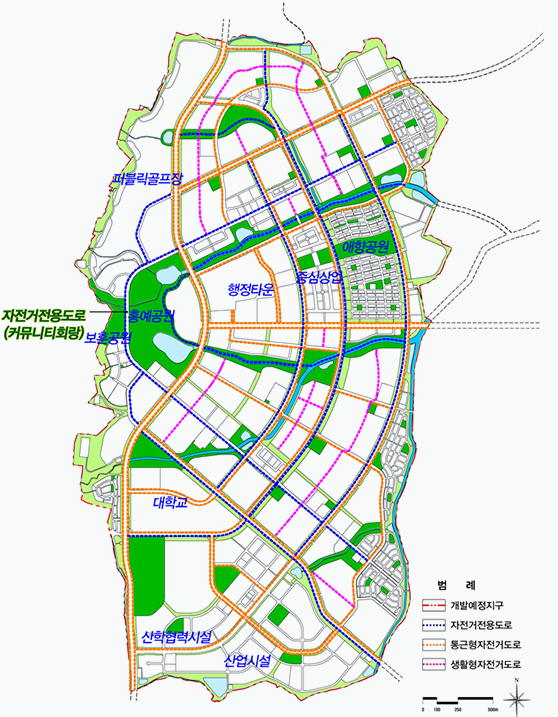 퍼블릭골프장
애향공원
행정타운
중심상업
자전거전용도로
(커뮤니티회랑)
홍예공원
보훈공원
대학교
산학협력시설
산업시설
범 례
개발예정지구
자전거전용도로
통근형자전거도로
생활형자전거도로
0 100 250 500m